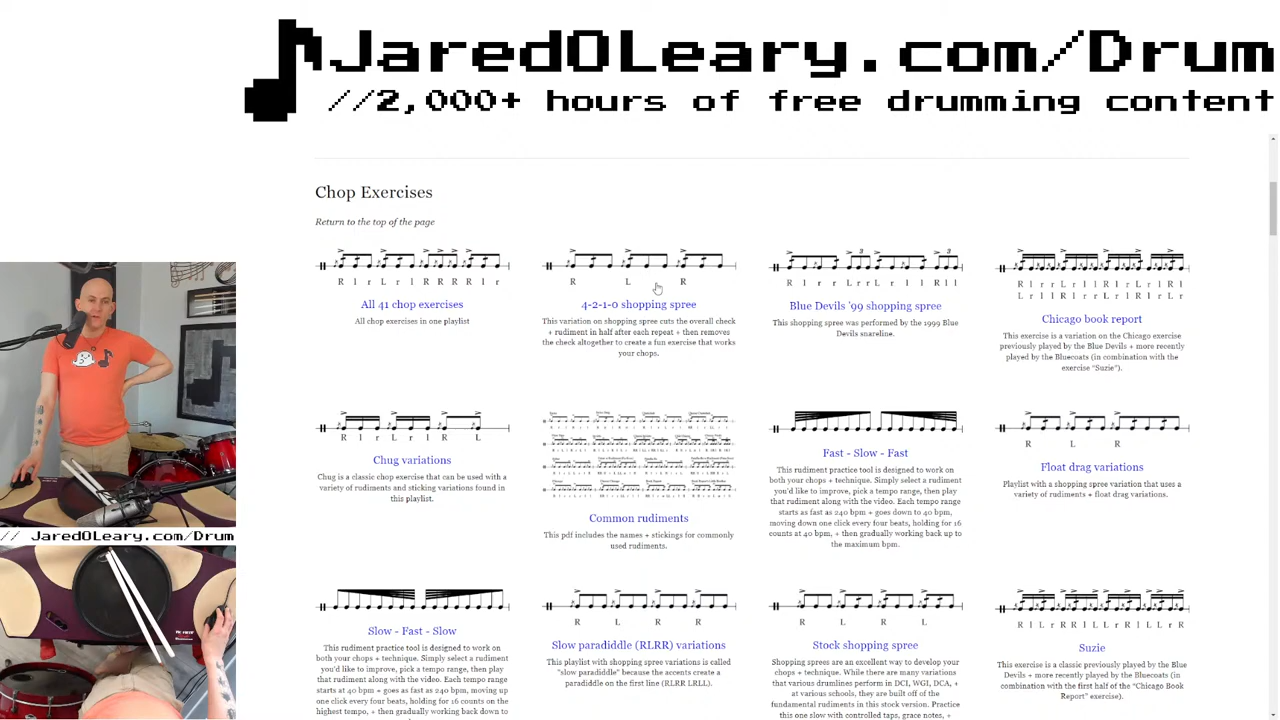 JaredOLeary.com/Drum
//2,000+ hours of free drumming content
Chop Exercises
Return to the top of the page
R l r L r l R R R R l r
All 41 chop exercises
All chop exercises in one playlist
R L R
4-2-1-0 shopping spree
This variation on shopping spree cuts the overall check
+ rudiment in half after each repeat + then removes
the check altogether to create a fun exercise that works
your chops.
3 3
Blue Devils '99 shopping spree
This shopping spree was performed by the 1999 Blue
Devils snareline.
Chicago book report
This exercise is a variation on the Chicago exercise
previously played by the Blue Devils + more recently
played by the Bluecoats (in combination with the
exercise "Suzie").
R l r L r l R L
Chug variations
Chug is a classic chop exercise that can be used with a
variety of rudiments and sticking variations found in
this playlist.
Common rudiments
This pdf includes the names + stickings for commonly
used rudiments.
Fast - Slow - Fast
This rudiment practice tool is designed to work on
both your chops + technique. Simply select a rudiment
you'd like to improve, pick a tempo range, then play
that rudiment along with the video. Each tempo range
starts as fast as 240 bpm + goes down to 40 bpm,
moving down one click every four beats, holding for 16
counts at 40 bpm, + then gradually working back up to
the maximum bpm.
R L R
Float drag variations
Playlist with a shopping spree variation that uses a
variety of rudiments + float drag variations.
Slow - Fast - Slow
This rudiment practice tool is designed to work on
both your chops + technique. Simply select a rudiment
you'd like to improve, pick a tempo range, then play
that rudiment along with the video. Each tempo range
starts at 40 bpm + goes as fast as 240 bpm, moving up
one click every four beats, holding for 16 counts at the
highest tempo, + then gradually working back down to
R L R R
Slow paradiddle (RLRR) variations
This playlist with shopping spree variations is called
"slow paradiddle" because the accents create a
paradiddle on the first line (RLRR LRLL).
R L R L
Stock shopping spree
Shopping sprees are an excellent way to develop your
chops + technique. While there are many variations
that various drumlines perform in DCI, WGI, DCA, +
at various schools, they are built off of the
fundamental rudiments in this stock version. Practice
this one slow with controlled taps, grace notes, +
Suzie
This exercise is a classic previously played by the Blue
Devils + more recently played by the Bluecoats (in
combination with the first half of the "Chicago Book
Report" exercise).
// JaredOLeary.com/Drum